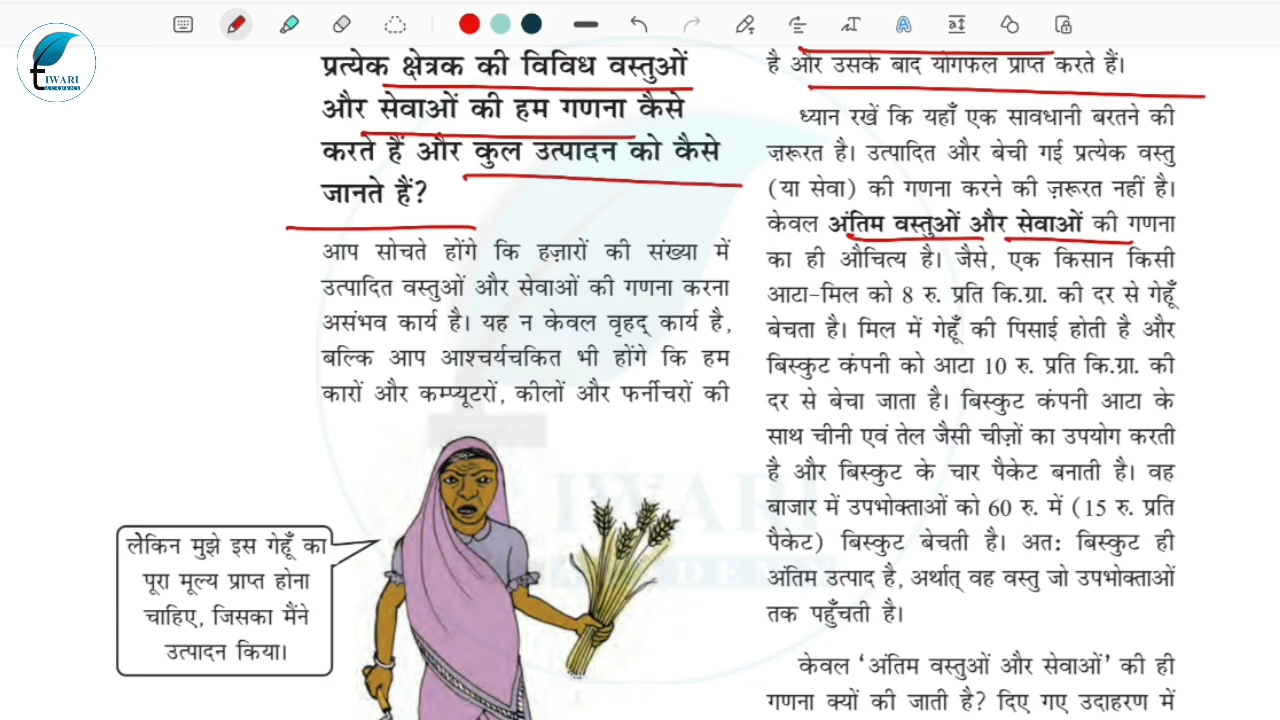 tIWARI
ACADEMY
प्रत्येक क्षेत्रक की विविध वस्तुओं
और सेवाओं की हम गणना कैसे
करते हैं और कुल उत्पादन को कैसे
जानते हैं?
आप सोचते होंगे कि हज़ारों की संख्या में
उत्पादित वस्तुओं और सेवाओं की गणना करना
असंभव कार्य है। यह न केवल वृहद् कार्य है,
बल्कि आप आश्चर्यचकित भी होंगे कि हम
कारों और कम्प्यूटरों, कीलों और फर्नीचरों की
लेकिन मुझे इस गेहूँ का
पूरा मूल्य प्राप्त होना
चाहिए, जिसका मैंने
उत्पादन किया।
है और उसके बाद योगफल प्राप्त करते हैं।
ध्यान रखें कि यहाँ एक सावधानी बरतने की
ज़रूरत है। उत्पादित और बेची गई प्रत्येक वस्तु
(या सेवा) की गणना करने की ज़रूरत नहीं है।
केवल अंतिम वस्तुओं और सेवाओं की गणना
का ही औचित्य है। जैसे, एक किसान किसी
आटा-मिल को 8 रु. प्रति कि.ग्रा. की दर से गेहूँ
बेचता है। मिल में गेहूँ की पिसाई होती है और
बिस्कुट कंपनी को आटा 10 रु. प्रति कि.ग्रा. की
दर से बेचा जाता है। बिस्कुट कंपनी आटा के
साथ चीनी एवं तेल जैसी चीज़ों का उपयोग करती
है और बिस्कुट के चार पैकेट बनाती है। वह
बाजार में उपभोक्ताओं को 60 रु. में (15 रु. प्रति
पैकेट) बिस्कुट बेचती है। अत: बिस्कुट ही
अंतिम उत्पाद है, अर्थात् वह वस्तु जो उपभोक्ताओं
तक पहुँचती है।
केवल ‘अंतिम वस्तुओं और सेवाओं’ की ही
गणना क्यों की जाती है? दिए गए उदाहरण में